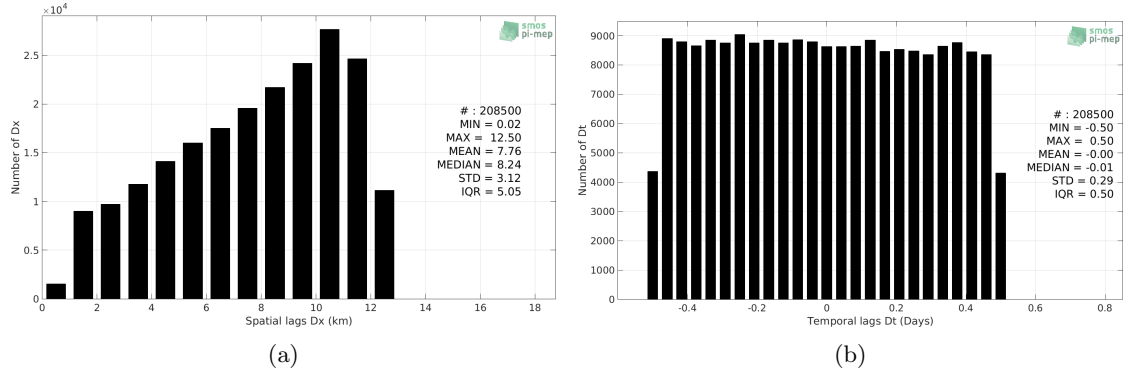 ×10⁴
2.5
2
1.5
1
0.5
0
0 2 4 6 8 10 12 14 16 18
Number of Dx
Spatial lags Dx (km)
smos
pi-mep
# : 208500
MIN = 0.02
MAX = 12.50
MEAN = 7.76
MEDIAN = 8.24
STD = 3.12
IQR = 5.05
(a)
9000
8000
7000
6000
5000
4000
3000
2000
1000
0
-0.4 -0.2 0 0.2 0.4 0.6 0.8
Number of Dt
Temporal lags Dt (Days)
smos
pi-mep
# : 208500
MIN = -0.50
MAX = 0.50
MEAN = -0.00
MEDIAN = -0.01
STD = 0.29
IQR = 0.50
(b)